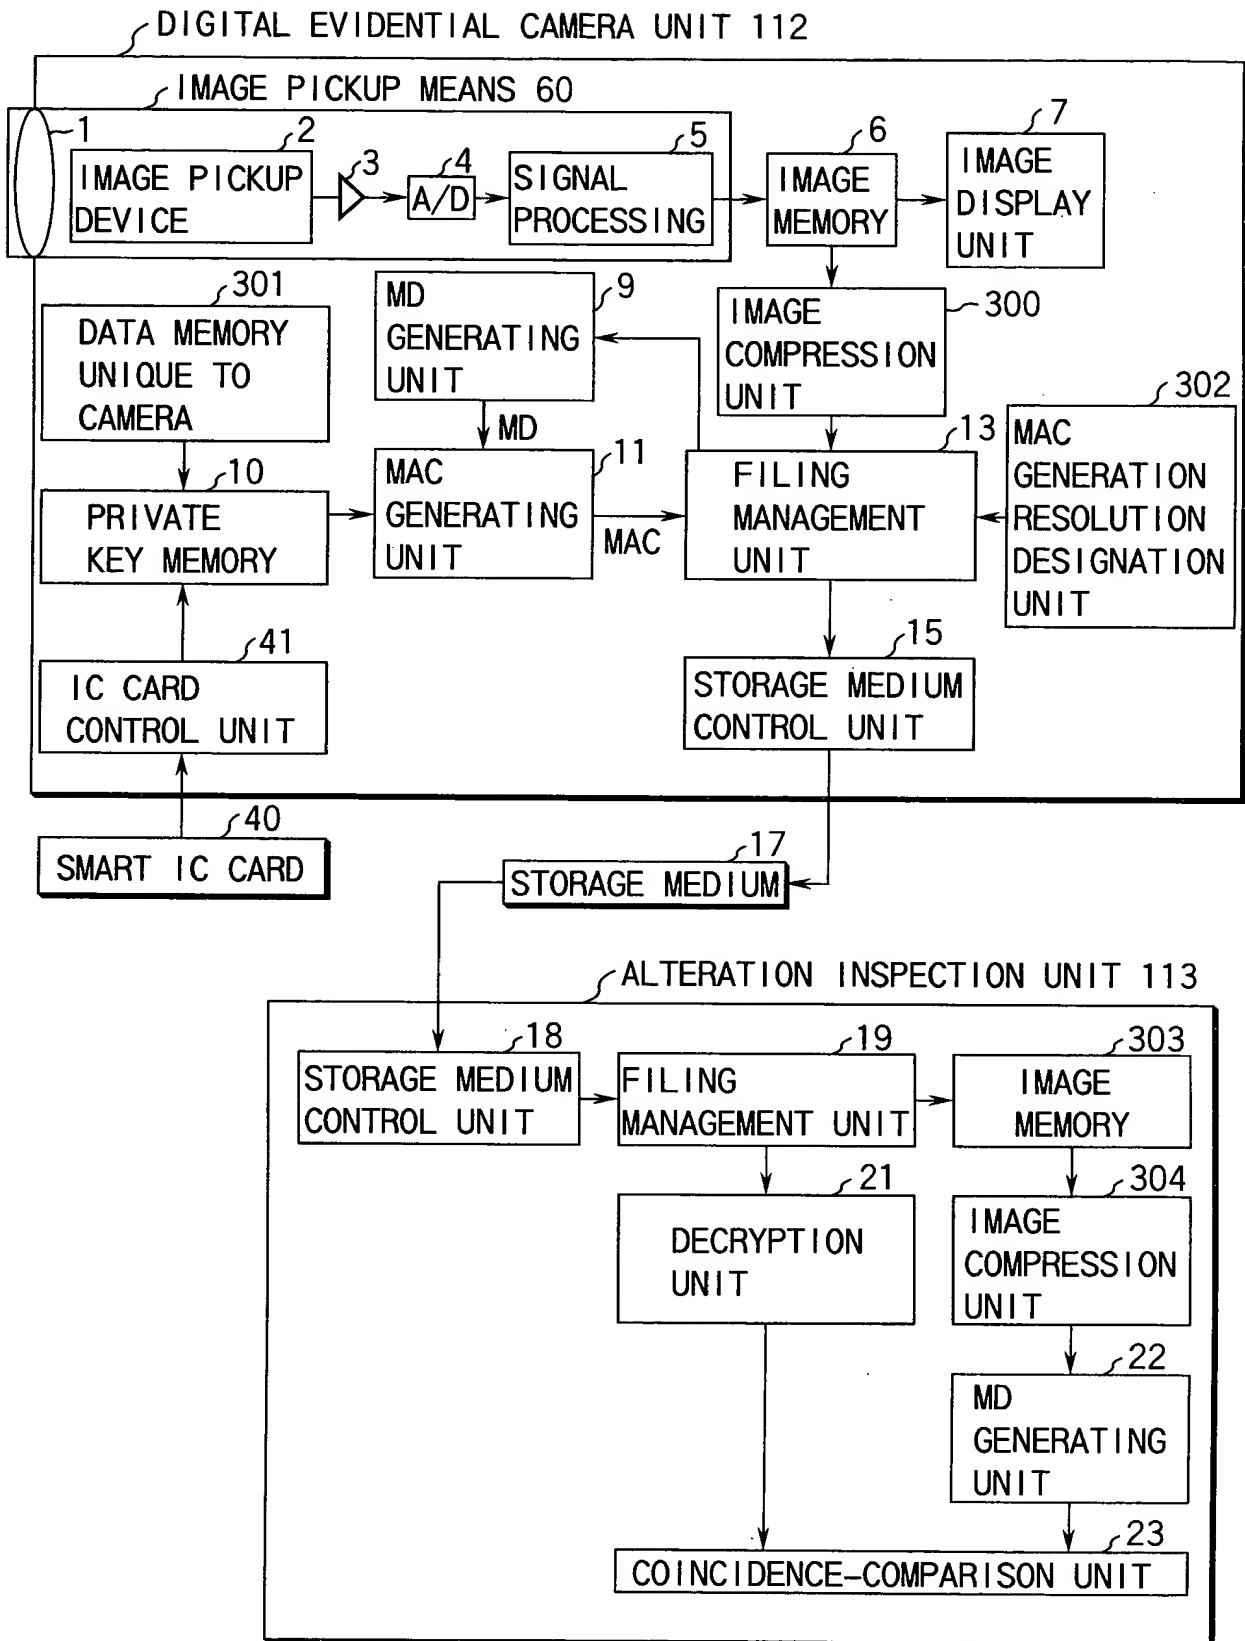 DIGITAL EVIDENTIAL CAMERA UNIT 112
IMAGE PICKUP MEANS 60
1
2
IMAGE PICKUP
DEVICE
3
4
A/D
5
SIGNAL
PROCESSING
6
IMAGE
MEMORY
7
IMAGE
DISPLAY
UNIT
301
DATA MEMORY
UNIQUE TO
CAMERA
9
MD
GENERATING
UNIT
MD
300
IMAGE
COMPRESSION
UNIT
302
MAC
GENERATION
RESOLUTION
DESIGNATION
UNIT
10
PRIVATE
KEY MEMORY
11
MAC
GENERATING
UNIT
MAC
13
FILING
MANAGEMENT
UNIT
41
IC CARD
CONTROL UNIT
15
STORAGE MEDIUM
CONTROL UNIT
40
SMART IC CARD
17
STORAGE MEDIUM
ALTERATION INSPECTION UNIT 113
18
STORAGE MEDIUM
CONTROL UNIT
19
FILING
MANAGEMENT UNIT
303
IMAGE
MEMORY
21
DECRYPTION
UNIT
304
IMAGE
COMPRESSION
UNIT
22
MD
GENERATING
UNIT
23
COINCIDENCE-COMPARISON UNIT